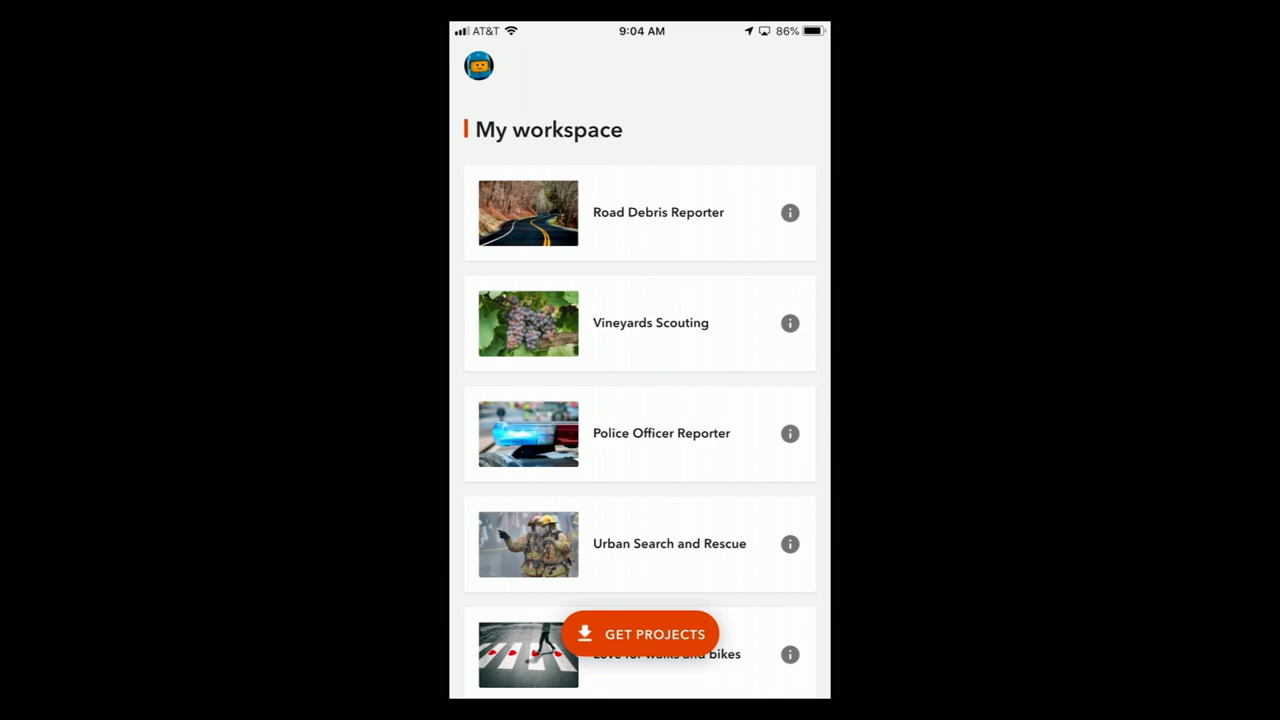 AT&T 9:04 AM 86%
My workspace
Road Debris Reporter
Vineyards Scouting
Police Officer Reporter
Urban Search and Rescue
GET PROJECTS
bikes